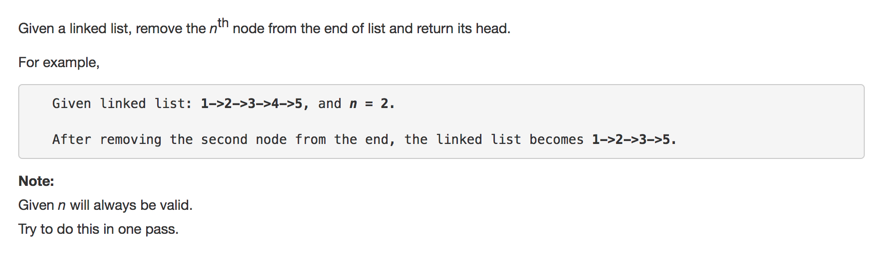 Given a linked list, remove the nth node from the end of list and return its head.
For example,
Given linked list: 1->2->3->4->5, and n = 2.
After removing the second node from the end, the linked list becomes 1->2->3->5.
Note:
Given n will always be valid.
Try to do this in one pass.